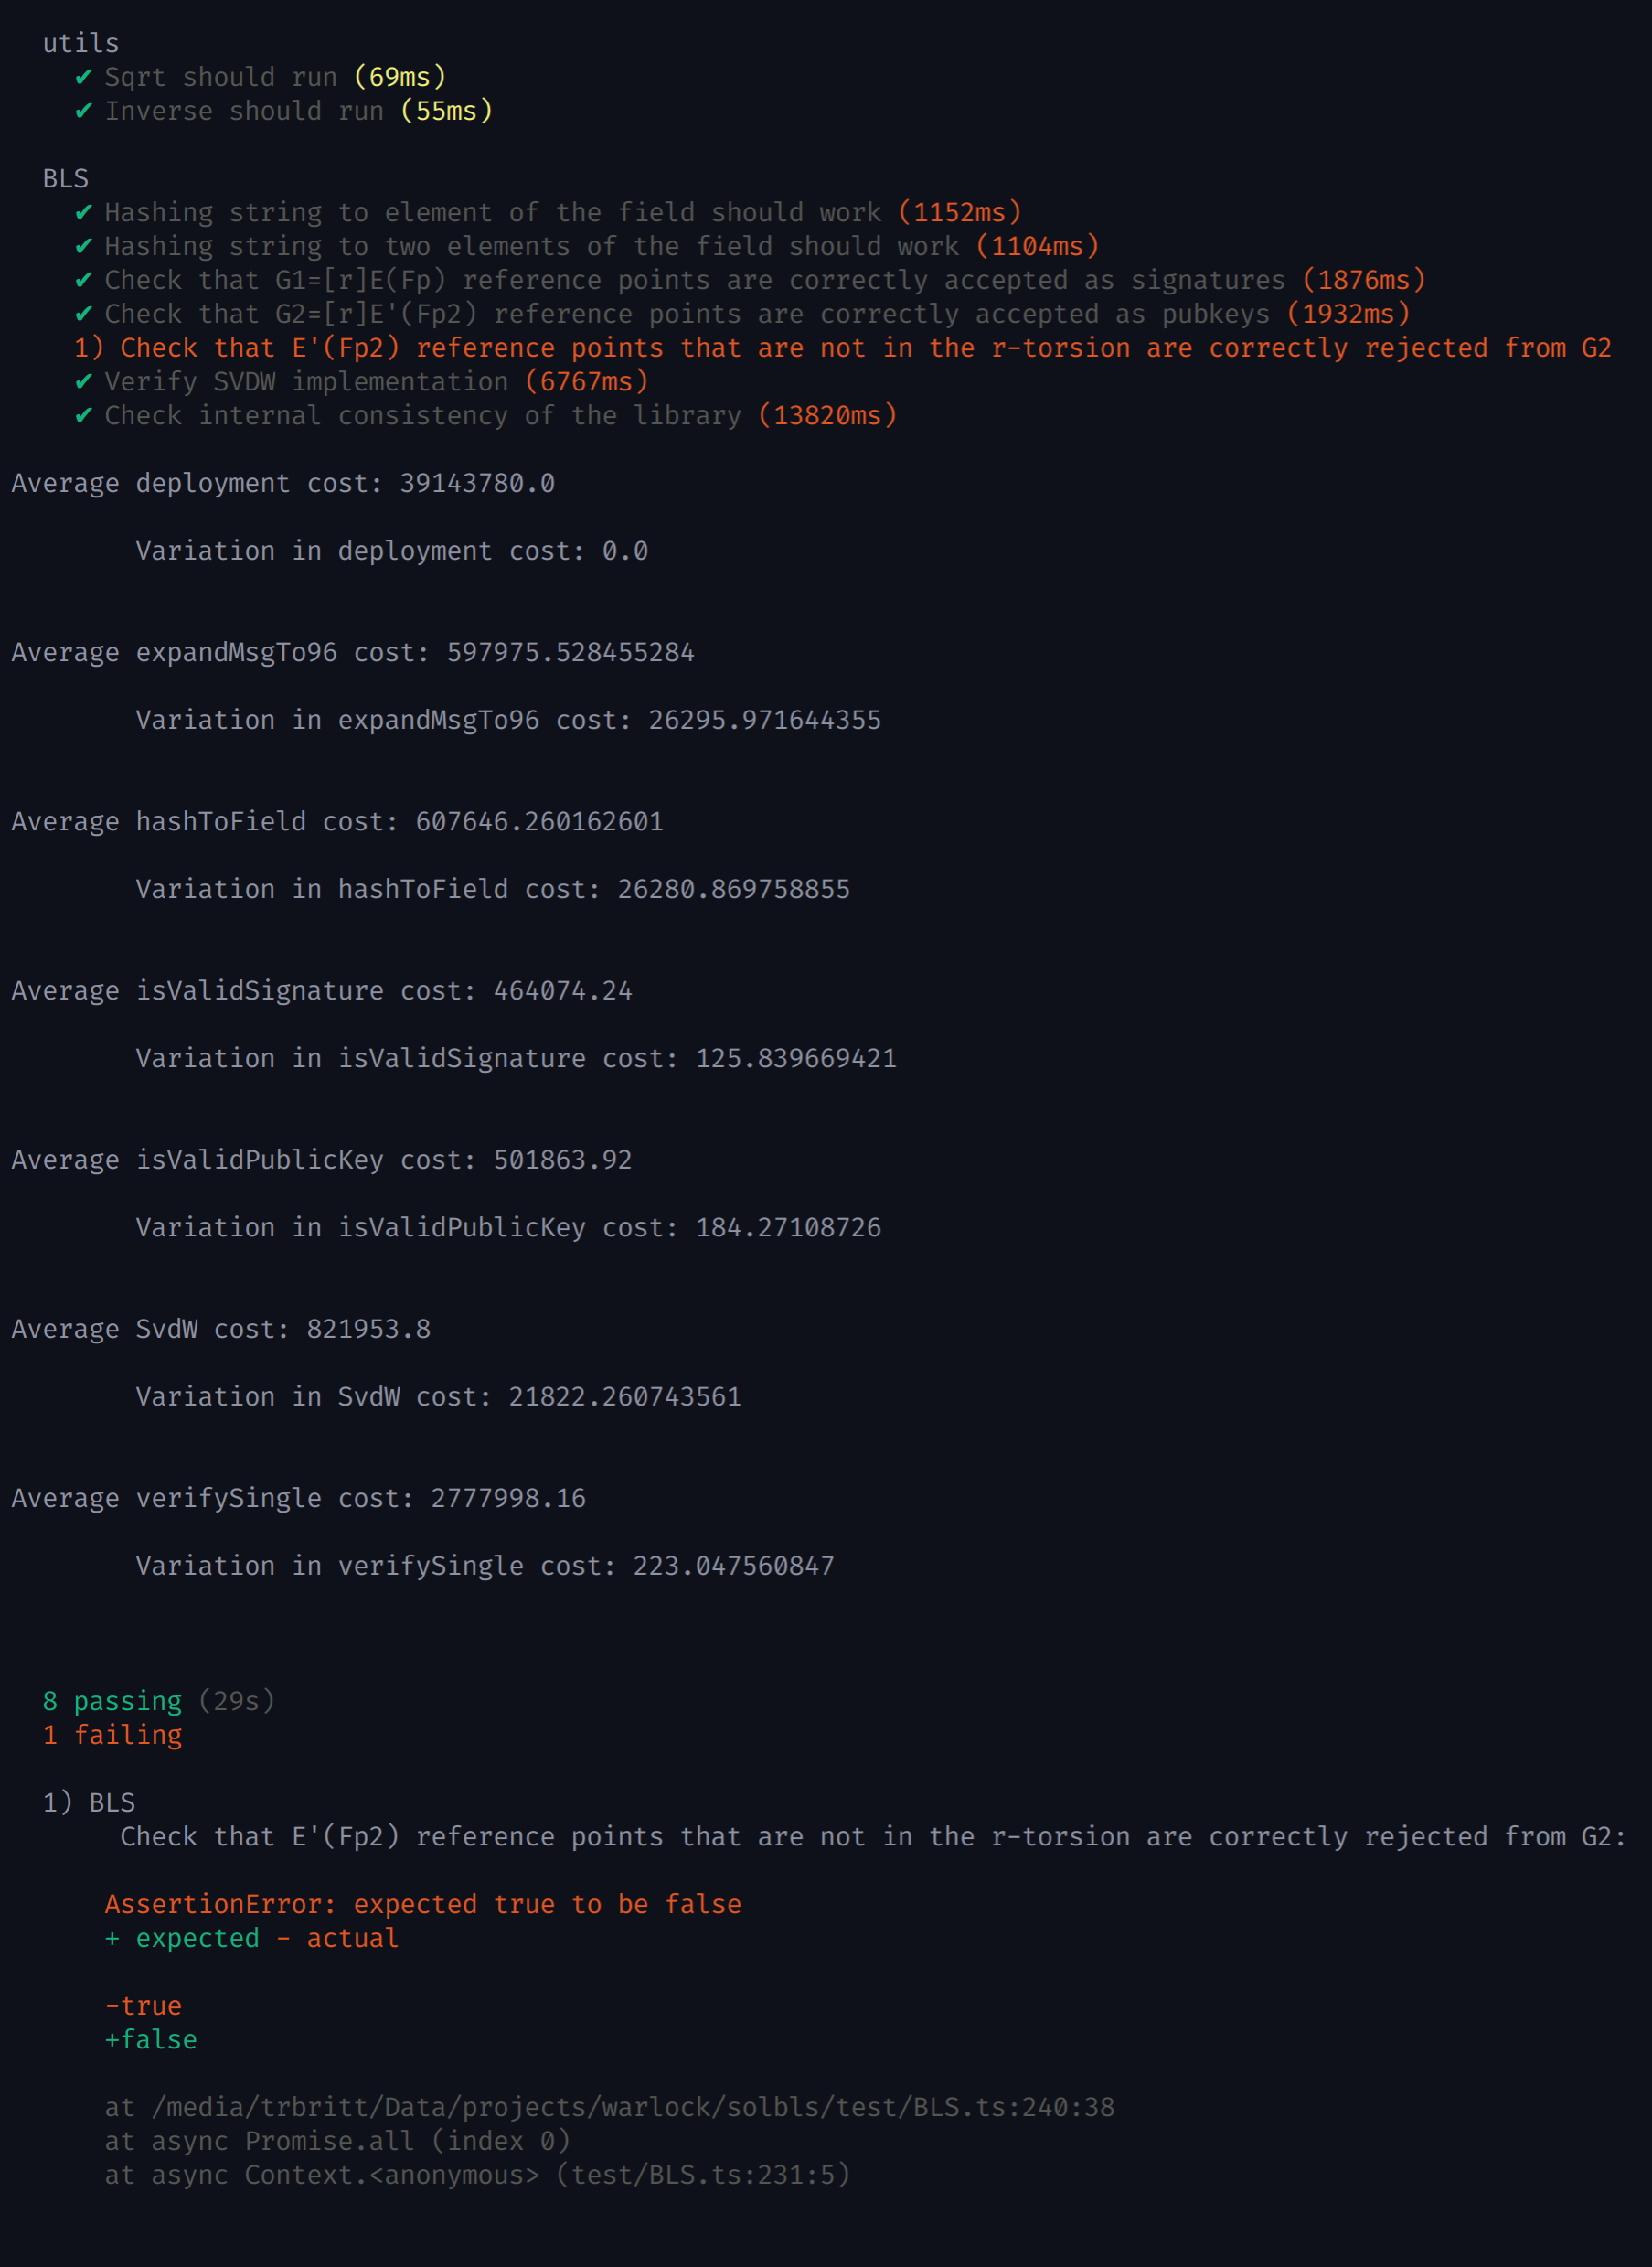 utils
✔ Sqrt should run (69ms)
✔ Inverse should run (55ms)
BLS
✔ Hashing string to element of the field should work (1152ms)
✔ Hashing string to two elements of the field should work (1104ms)
✔ Check that G1=[r]E(Fp) reference points are correctly accepted as signatures (1876ms)
✔ Check that G2=[r]E'(Fp2) reference points are correctly accepted as pubkeys (1932ms)
1) Check that E'(Fp2) reference points that are not in the r-torsion are correctly rejected from G2
✔ Verify SVDW implementation (6767ms)
✔ Check internal consistency of the library (13820ms)
Average deployment cost: 39143780.0
Variation in deployment cost: 0.0
Average expandMsgTo96 cost: 597975.528455284
Variation in expandMsgTo96 cost: 26295.971644355
Average hashToField cost: 607646.260162601
Variation in hashToField cost: 26280.869758855
Average isValidSignature cost: 464074.24
Variation in isValidSignature cost: 125.839669421
Average isValidPublicKey cost: 501863.92
Variation in isValidPublicKey cost: 184.27108726
Average SvdW cost: 821953.8
Variation in SvdW cost: 21822.260743561
Average verifySingle cost: 2777998.16
Variation in verifySingle cost: 223.047560847
8 passing (29s)
1 failing
1) BLS
Check that E'(Fp2) reference points that are not in the r-torsion are correctly rejected from G2:
AssertionError: expected true to be false
+ expected - actual
-true
+false
at /media/trbritt/Data/projects/warlock/solbls/test/BLS.ts:240:38
at async Promise.all (index 0)
at async Context.<anonymous> (test/BLS.ts:231:5)